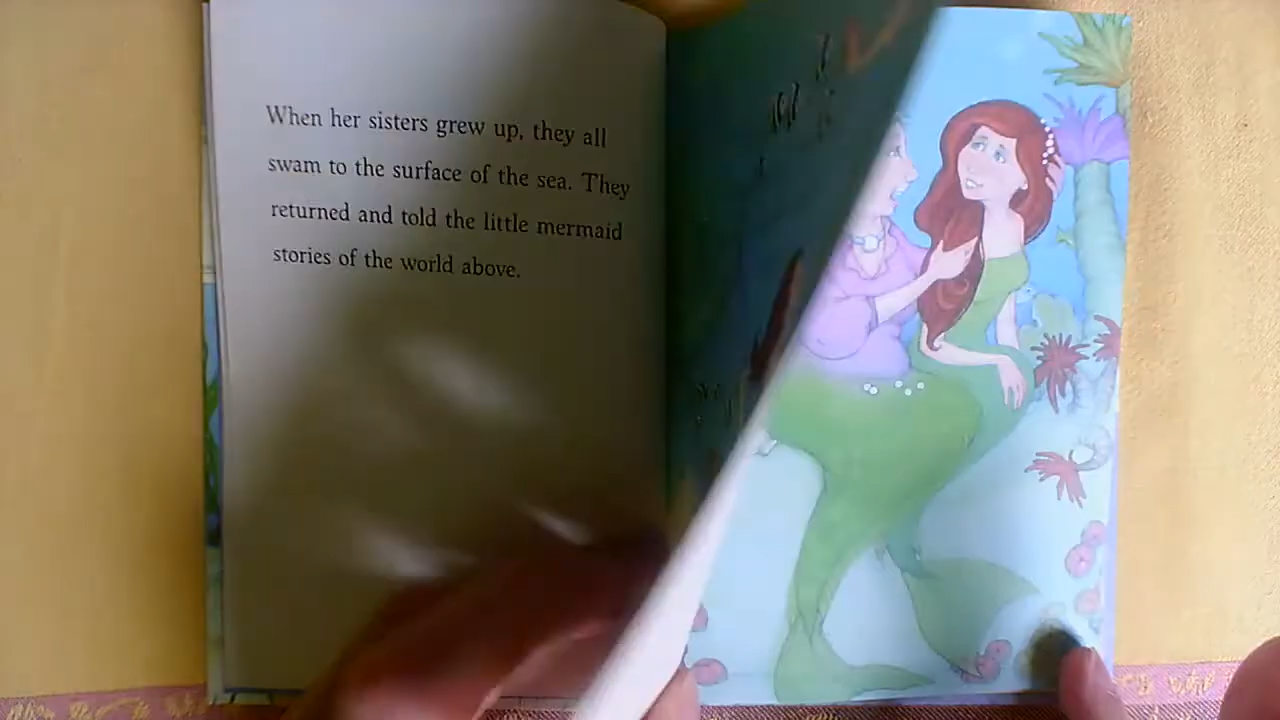 When her sisters grew up, they all
swam to the surface of the sea. They
returned and told the little mermaid
stories of the world above.